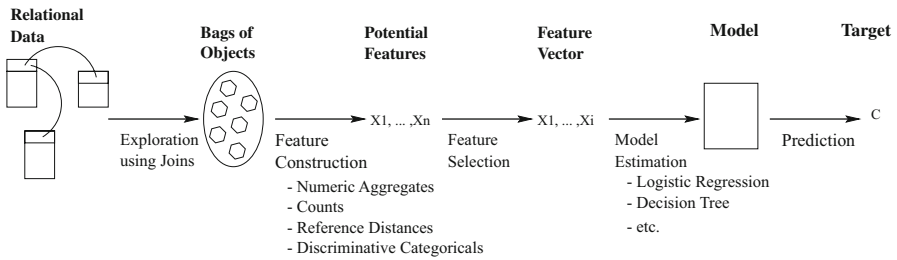 Relational
Data
Bags of
Objects
Potential
Features
Feature
Vector
Model
Target
Exploration
using Joins
Feature
Construction
- Numeric Aggregates
- Counts
- Reference Distances
- Discriminative Categoricals
X1, ... ,Xn
Feature
Selection
X1, ... ,Xi
Model
Estimation
- Logistic Regression
- Decision Tree
- etc.
Prediction
C